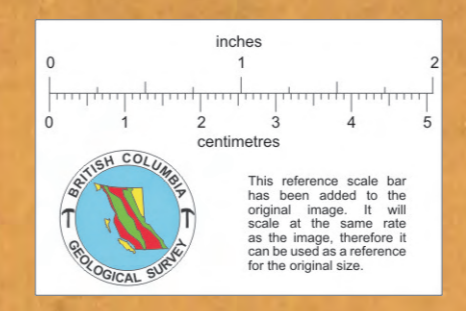 inches
0 1 2
0 1 2 3 4 5
centimetres
BRITISH COLUMBIA
GEOLOGICAL SURVEY
This reference scale bar
has been added to the
original image. It will
scale at the same rate
as the image, therefore it
can be used as a reference
for the original size.